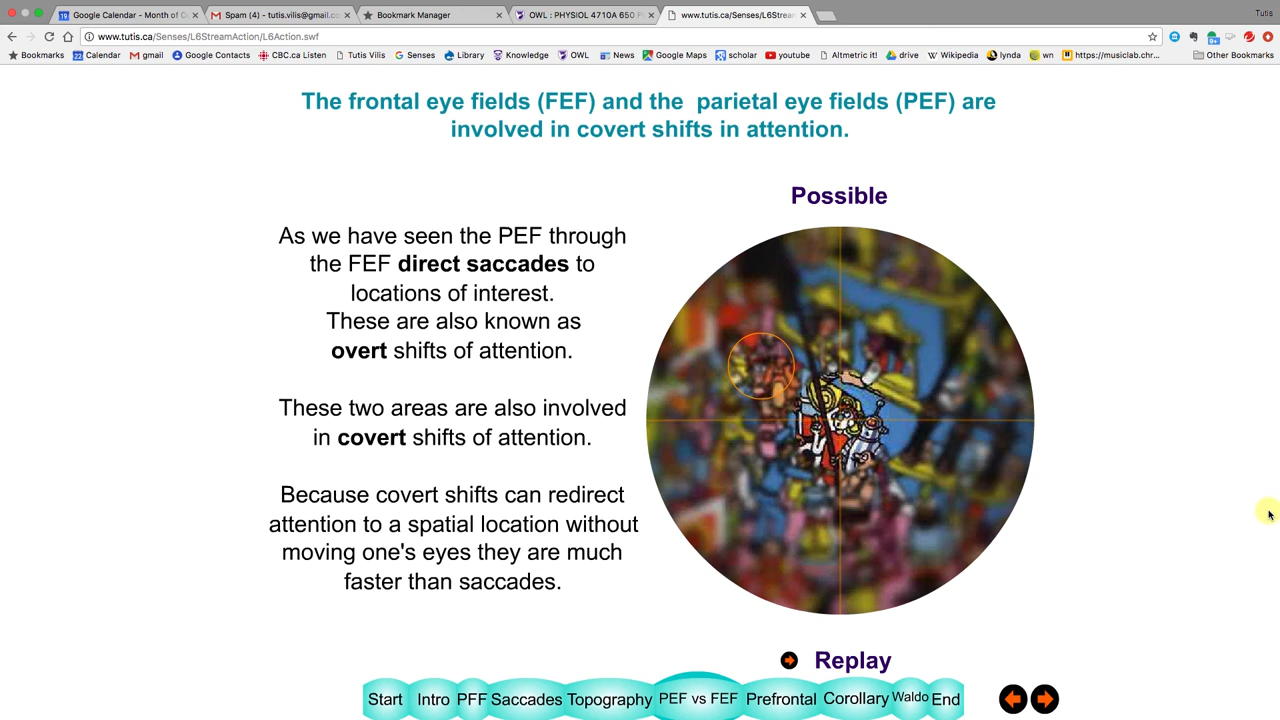 Google Calendar - Month of O
Spam (4) - tutis.vilis@gmail.co
Bookmark Manager
OWL : PHYSIOL 4710A 650 F
www.tutis.ca/Senses/L6Stream
Tutis
www.tutis.ca/Senses/L6StreamAction/L6Action.swf
Bookmarks
Calendar
gmail
Google Contacts
CBC.ca Listen
Tutis Vilis
Senses
Library
Knowledge
OWL
News
Google Maps
scholar
youtube
Altmetric it!
drive
Wikipedia
lynda
wn
https://musiclab.chr...
Other Bookmarks
The frontal eye fields (FEF) and the parietal eye fields (PEF) are
involved in covert shifts in attention.
Possible
As we have seen the PEF through
the FEF direct saccades to
locations of interest.
These are also known as
overt shifts of attention.
These two areas are also involved
in covert shifts of attention.
Because covert shifts can redirect
attention to a spatial location without
moving one's eyes they are much
faster than saccades.
Replay
Start
Intro
PFF
Saccades
Topography
PEF vs FEF
Prefrontal
Corollary
Waldo
End